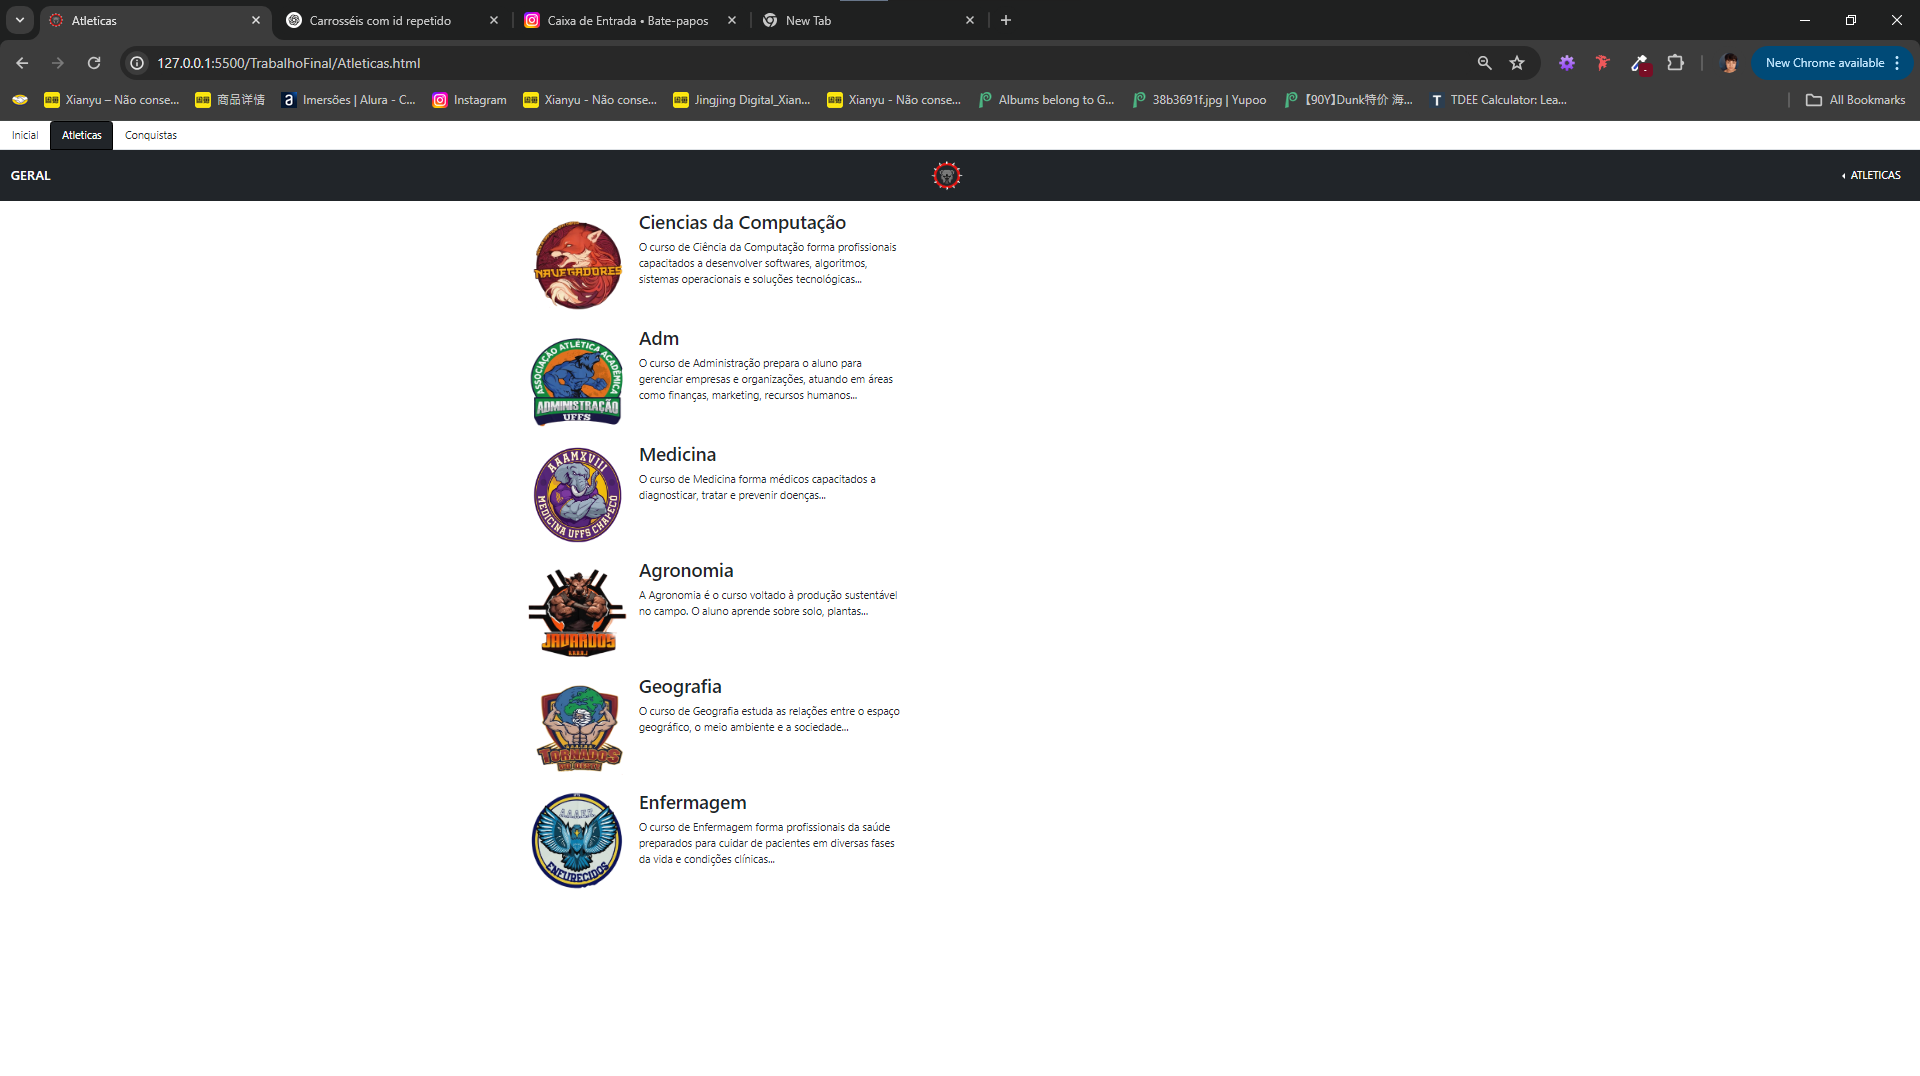 Atleticas
Carrosséis com id repetido
Caixa de Entrada • Bate-papos
New Tab
127.0.0.1:5500/TrabalhoFinal/Atleticas.html
New Chrome available
Xianyu – Não conse...
商品详情
Imersões | Alura - C...
Instagram
Xianyu - Não conse...
Jingjing Digital_Xian...
Xianyu - Não conse...
Albums belong to G...
38b3691f.jpg | Yupoo
【90Y】Dunk特价 海...
TDEE Calculator: Lea...
All Bookmarks
Inicial
Atleticas
Conquistas
GERAL
ATLETICAS
NAVEGADORES
Ciencias da Computação
O curso de Ciência da Computação forma profissionais
capacitados a desenvolver softwares, algoritmos,
sistemas operacionais e soluções tecnológicas...
ASSOCIAÇÃO ATLÉTICA ACADÊMICA
ADMINISTRAÇÃO
UFFS
Adm
O curso de Administração prepara o aluno para
gerenciar empresas e organizações, atuando em áreas
como finanças, marketing, recursos humanos...
AAAMXVIII
MEDICINA UFFS CHAPECÓ
Medicina
O curso de Medicina forma médicos capacitados a
diagnosticar, tratar e prevenir doenças...
JAVARDOS
Agronomia
A Agronomia é o curso voltado à produção sustentável
no campo. O aluno aprende sobre solo, plantas...
TORNADOS
Geografia
O curso de Geografia estuda as relações entre o espaço
geográfico, o meio ambiente e a sociedade...
ENFURECIDOS
Enfermagem
O curso de Enfermagem forma profissionais da saúde
preparados para cuidar de pacientes em diversas fases
da vida e condições clínicas...